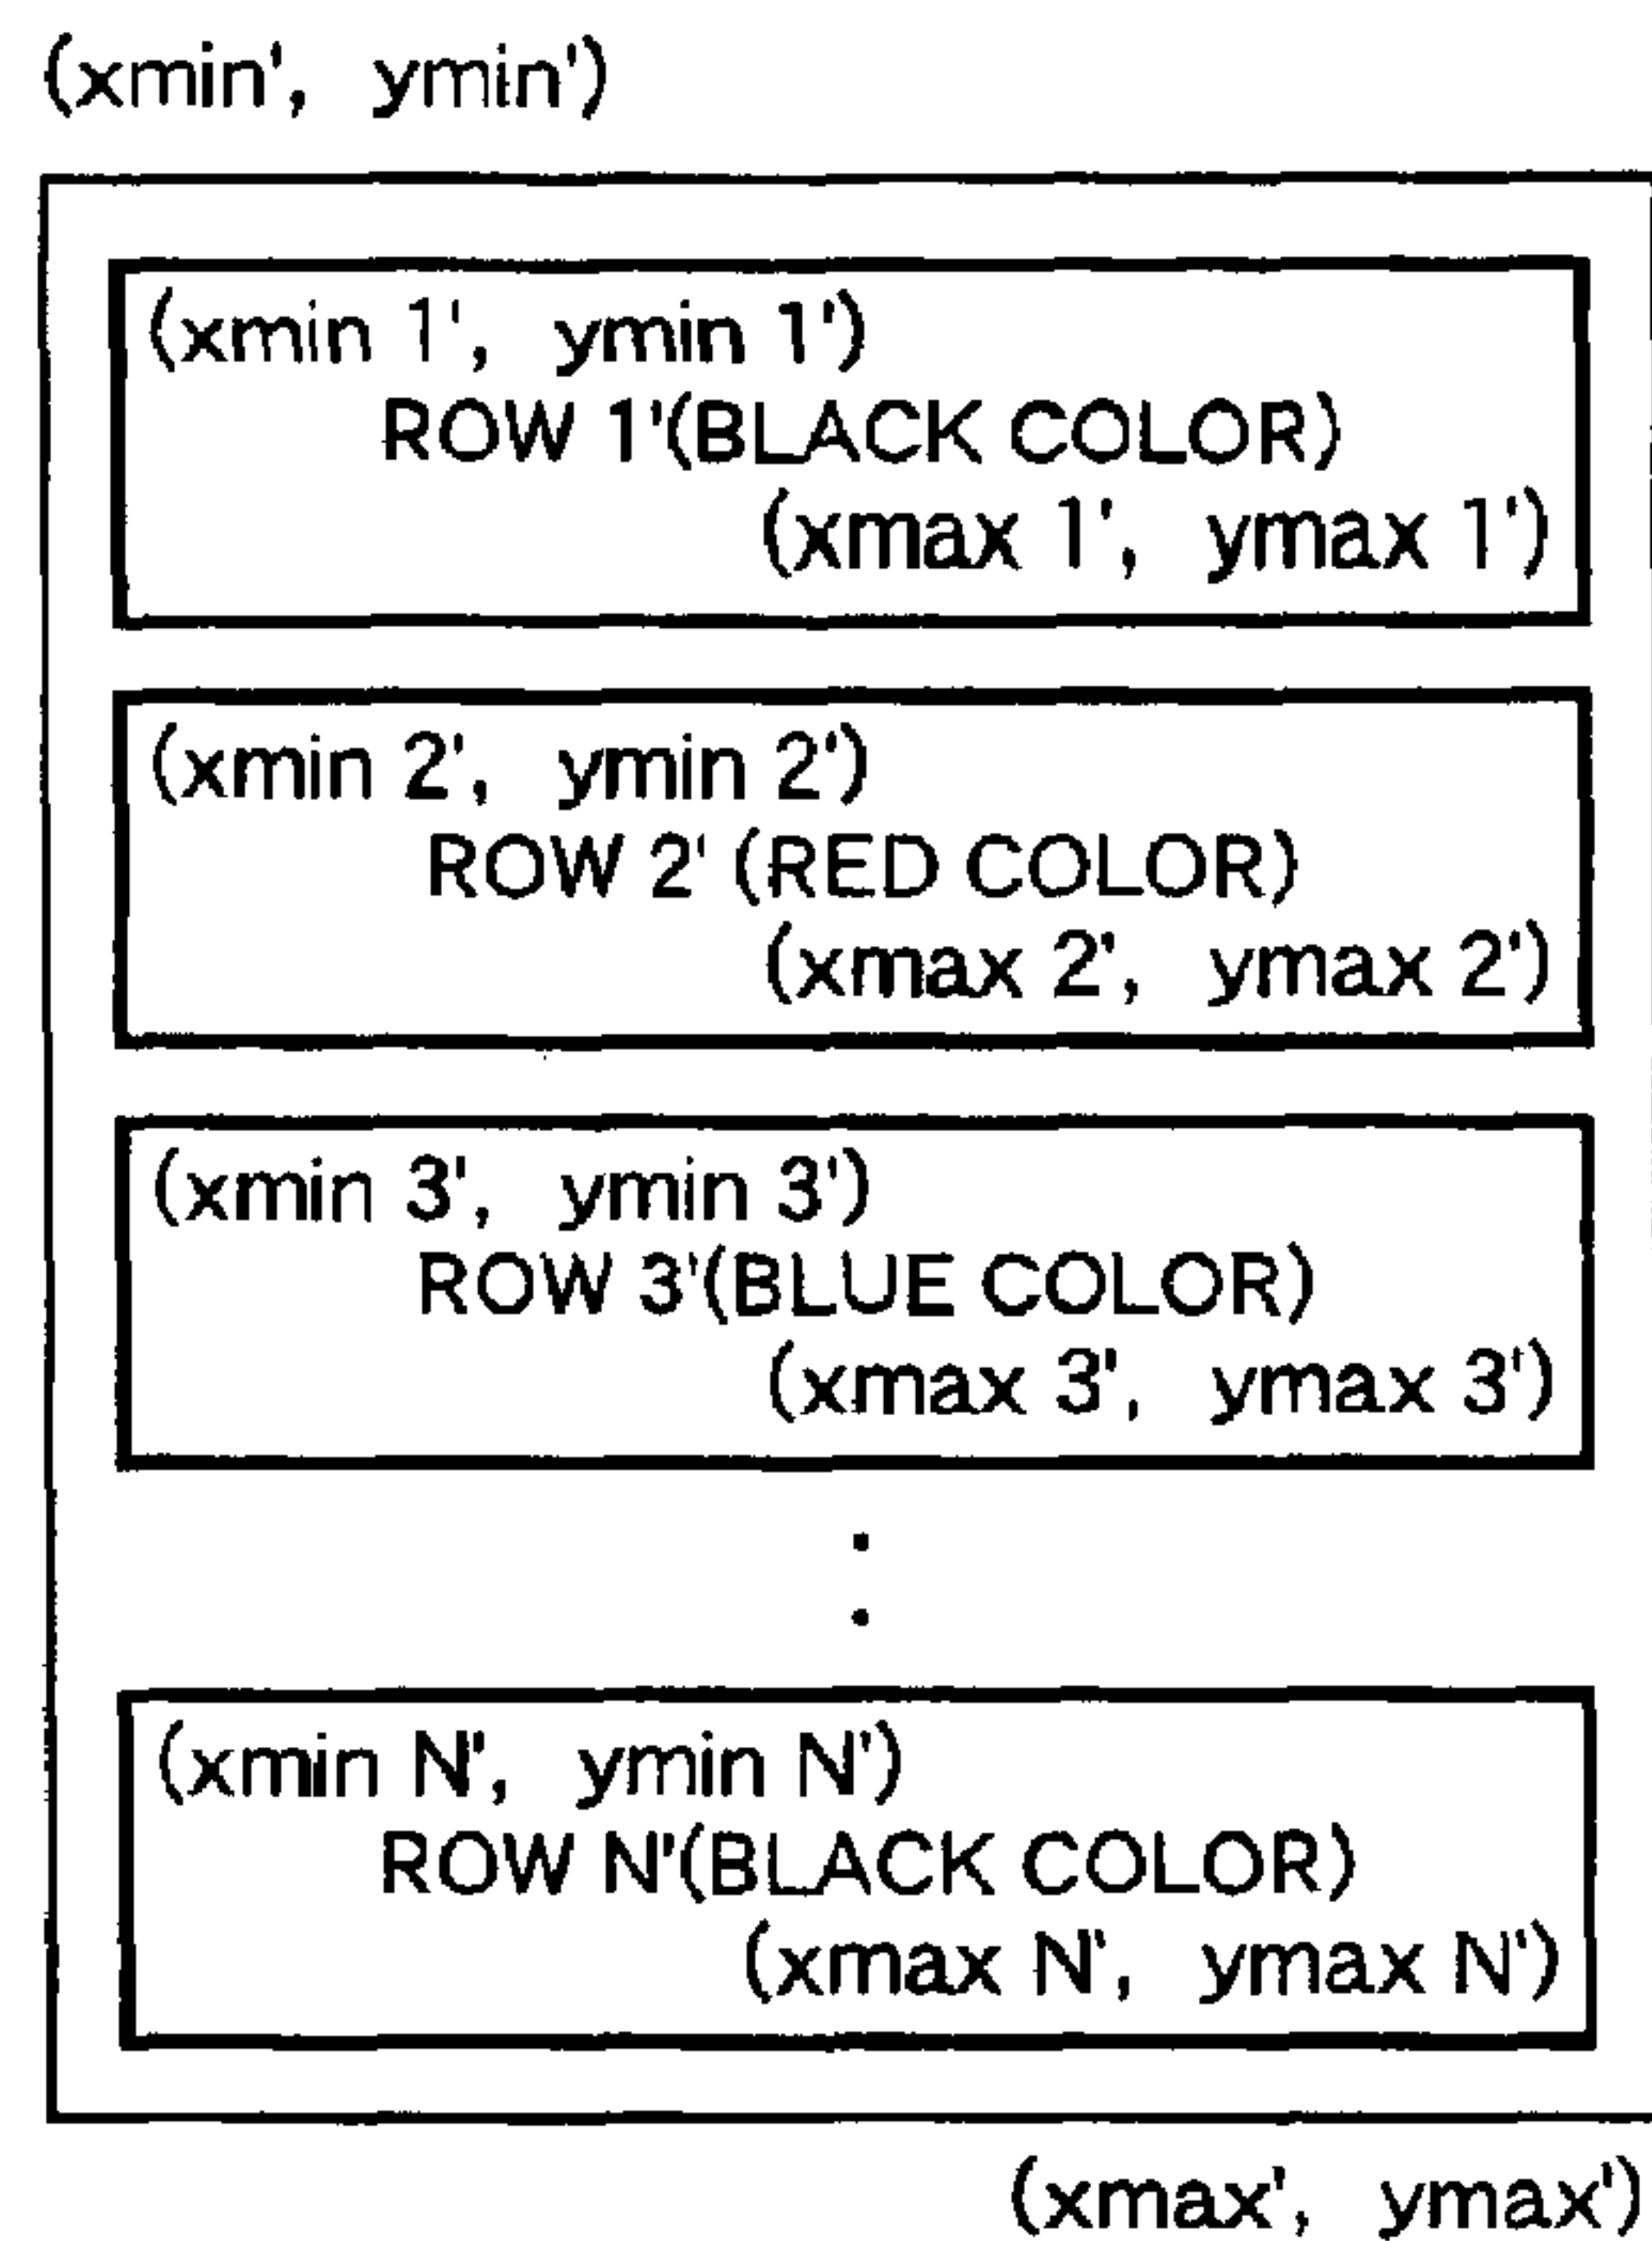 (xmin', ymin')
(xmin 1', ymin 1')
ROW 1'(BLACK COLOR)
(xmax 1', ymax 1')
(xmin 2', ymin 2')
ROW 2' (RED COLOR)
(xmax 2', ymax 2')
(xmin 3', ymin 3')
ROW 3'(BLUE COLOR)
(xmax 3', ymax 3')
(xmin N', ymin N')
ROW N'(BLACK COLOR)
(xmax N', ymax N')
(xmax', ymax')